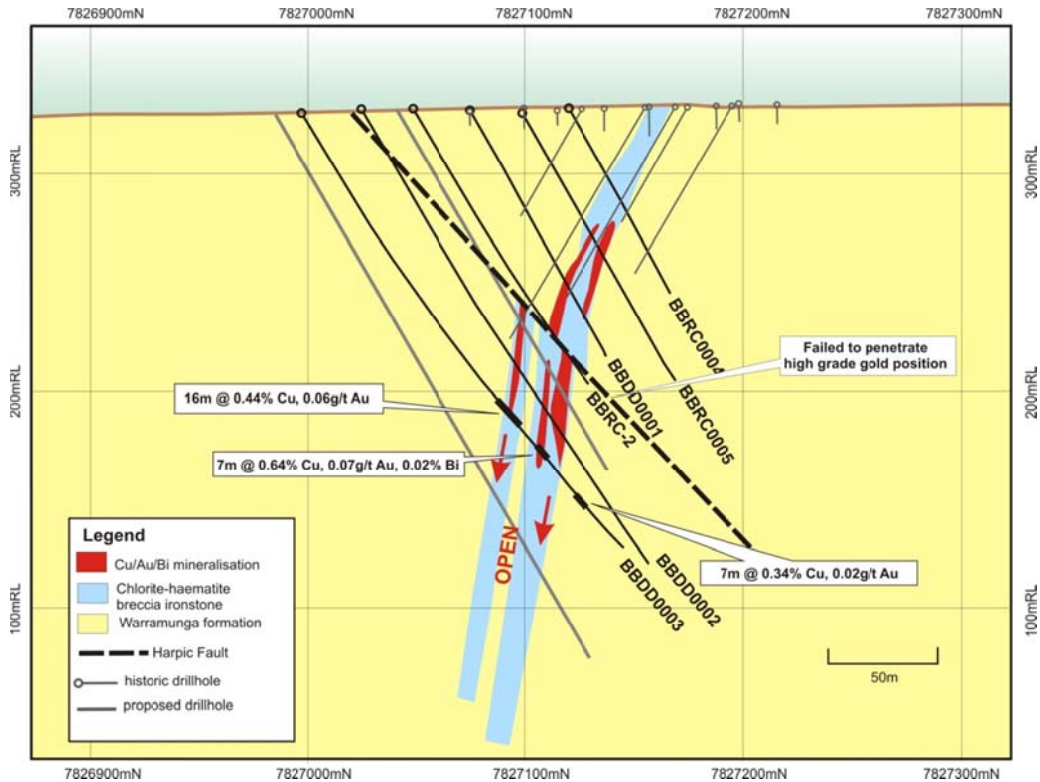 7826900mN 7827000mN 7827100mN 7827200mN 7827300mN
300mRL
300mRL
200mRL
200mRL
100mRL
100mRL
Failed to penetrate
high grade gold position
16m @ 0.44% Cu, 0.06g/t Au
7m @ 0.64% Cu, 0.07g/t Au, 0.02% Bi
7m @ 0.34% Cu, 0.02g/t Au
BBRC0004
BBRC0005
BBDD0001
BBRC-2
BBDD0002
BBDD0003
OPEN
Legend
Cu/Au/Bi mineralisation
Chlorite-haematite
breccia ironstone
Warramunga formation
Harpic Fault
historic drillhole
proposed drillhole
50m
7826900mN 7827000mN 7827100mN 7827200mN 7827300mN